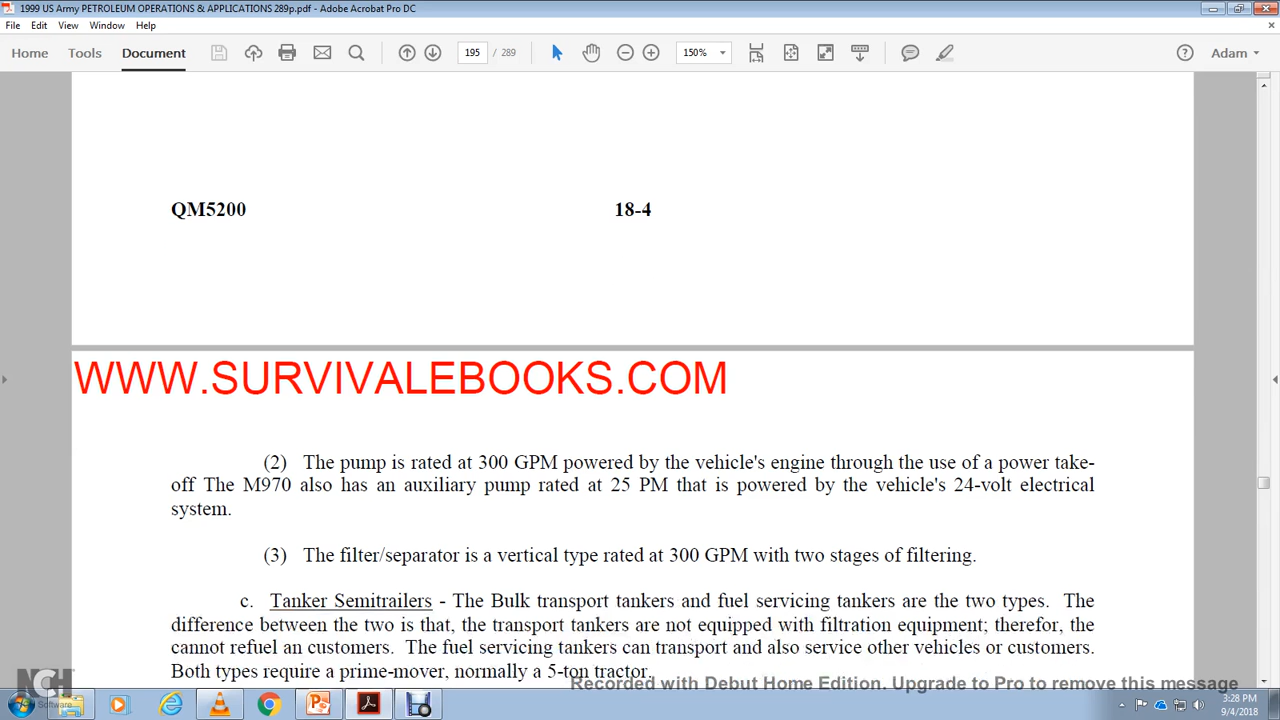 1999 US Army PETROLEUM OPERATIONS & APPLICATIONS 289p.pdf - Adobe Acrobat Pro DC
File Edit View Window Help
Home Tools Document 195 / 289 150% Adam
QM5200 18-4
WWW.SURVIVALEBOOKS.COM
(2) The pump is rated at 300 GPM powered by the vehicle's engine through the use of a power take-
off The M970 also has an auxiliary pump rated at 25 PM that is powered by the vehicle's 24-volt electrical
system.
(3) The filter/separator is a vertical type rated at 300 GPM with two stages of filtering.
c. Tanker Semitrailers - The Bulk transport tankers and fuel servicing tankers are the two types. The
difference between the two is that, the transport tankers are not equipped with filtration equipment; therefor, the
cannot refuel an customers. The fuel servicing tankers can transport and also service other vehicles or customers.
Both types require a prime-mover, normally a 5-ton tractor.
Recorded with Debut Home Edition. Upgrade to Pro to remove this message
NCH
Software
3:28 PM
9/4/2018